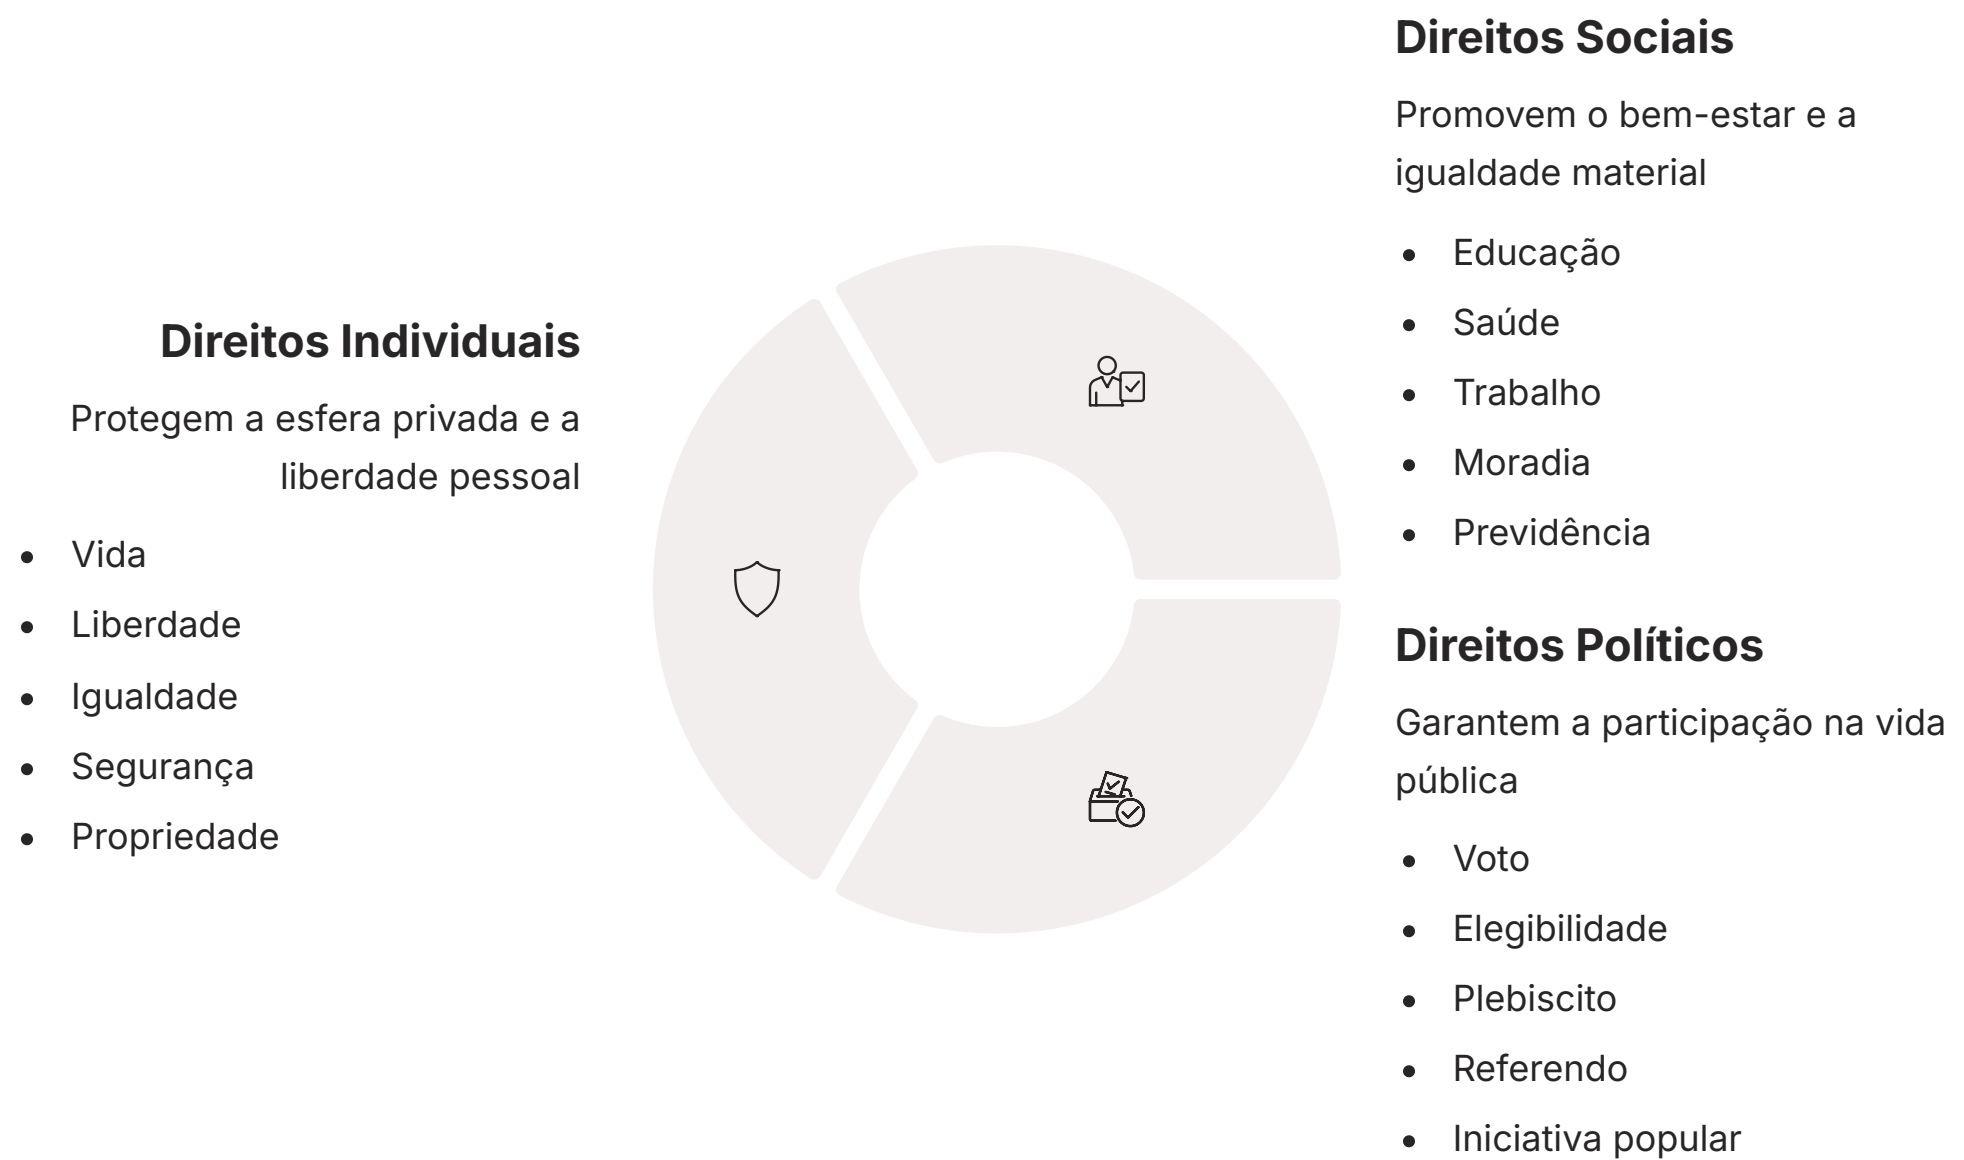 Direitos Individuais
Protegem a esfera privada e a
liberdade pessoal
• Vida
• Liberdade
• Igualdade
• Segurança
• Propriedade
Direitos Sociais
Promovem o bem-estar e a
igualdade material
• Educação
• Saúde
• Trabalho
• Moradia
• Previdência
Direitos Políticos
Garantem a participação na vida
pública
• Voto
• Elegibilidade
• Plebiscito
• Referendo
• Iniciativa popular